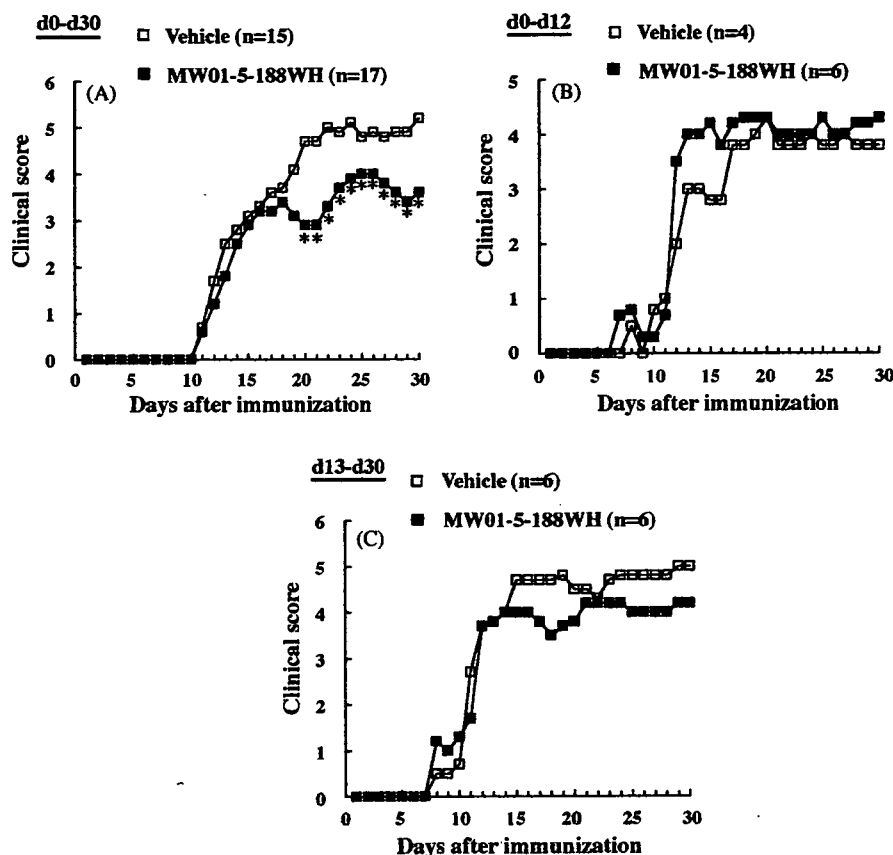 d0-d30
□ Vehicle (n=15)
■ MW01-5-188WH (n=17)
(A)
Clinical score
6
5
4
3
2
1
0
* * * * * * * * * * *
0 5 10 15 20 25 30
Days after immunization
d0-d12
□ Vehicle (n=4)
■ MW01-5-188WH (n=6)
(B)
Clinical score
5
4
3
2
1
0
0 5 10 15 20 25 30
Days after immunization
d13-d30
□ Vehicle (n=6)
■ MW01-5-188WH (n=6)
(C)
Clinical score
6
5
4
3
2
1
0
0 5 10 15 20 25 30
Days after immunization